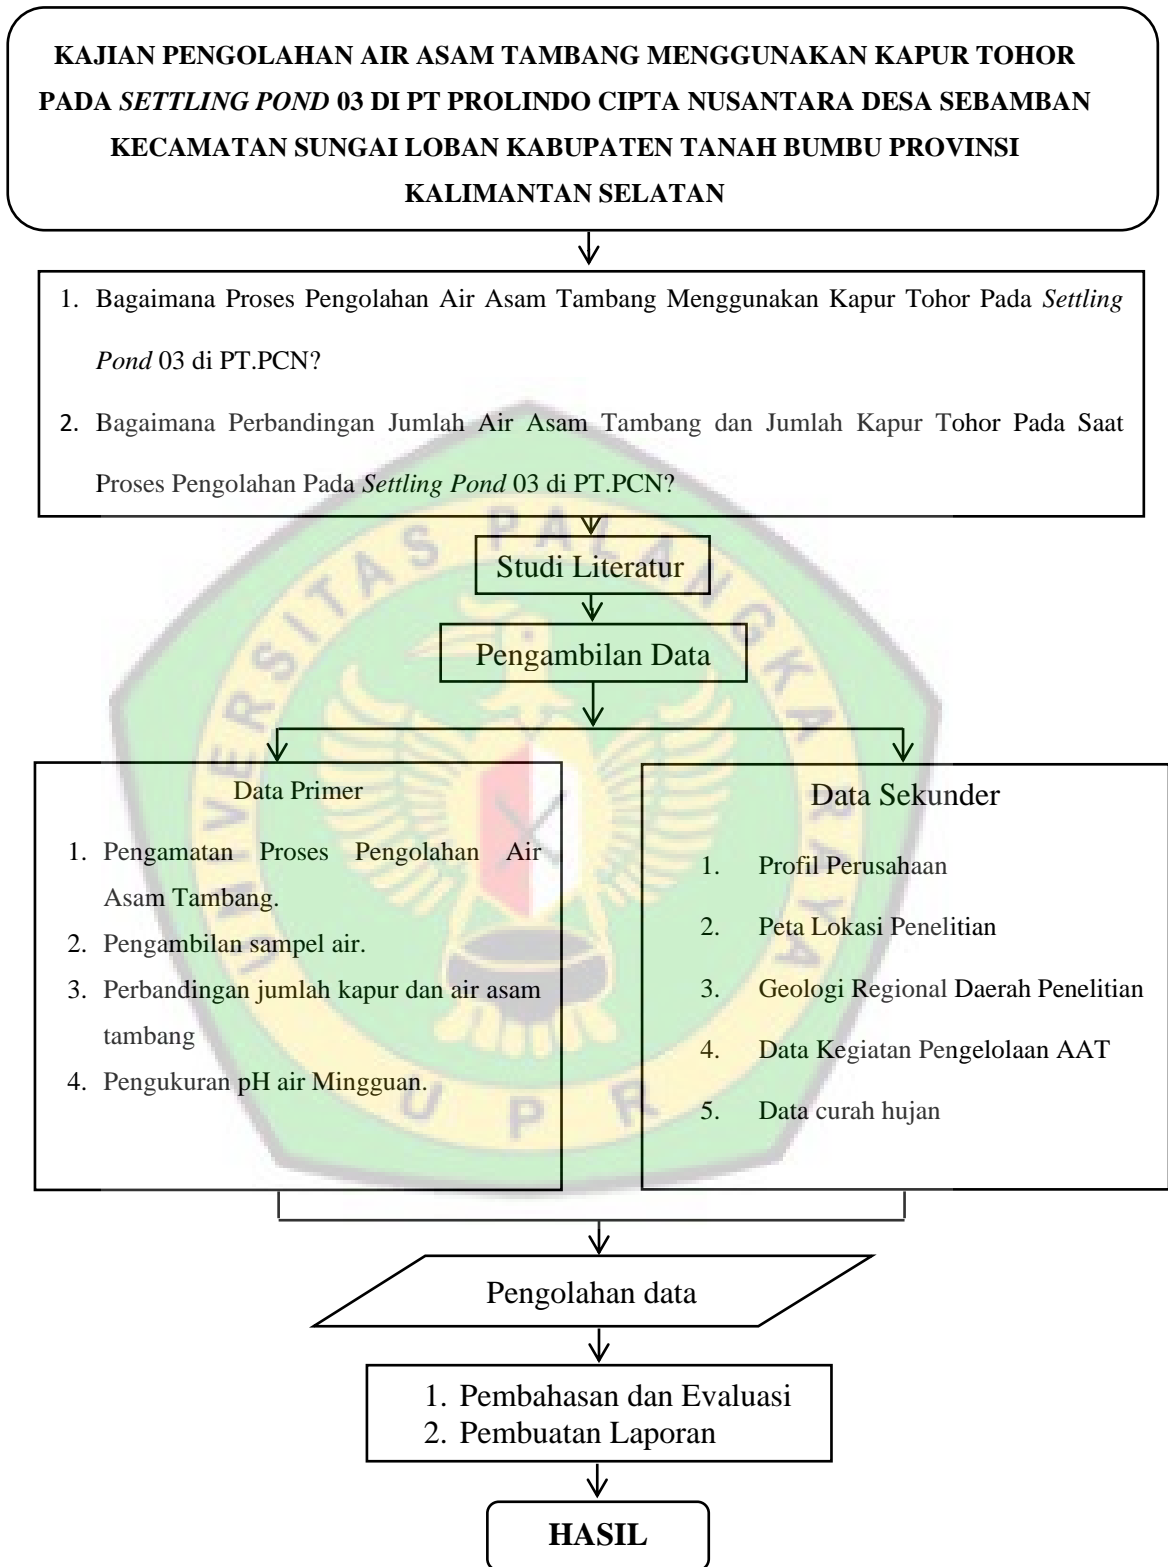 KAJIAN PENGOLAHAN AIR ASAM TAMBANG MENGGUNAKAN KAPUR TOHOR
PADA SETTLING POND 03 DI PT PROLINDO CIPTA NUSANTARA DESA SEBAMBAN
KECAMATAN SUNGAI LOBAN KABUPATEN TANAH BUMBU PROVINSI
KALIMANTAN SELATAN
1. Bagaimana Proses Pengolahan Air Asam Tambang Menggunakan Kapur Tohor Pada Settling
Pond 03 di PT.PCN?
2. Bagaimana Perbandingan Jumlah Air Asam Tambang dan Jumlah Kapur Tohor Pada Saat
Proses Pengolahan Pada Settling Pond 03 di PT.PCN?
Studi Literatur
Pengambilan Data
Data Primer
1. Pengamatan Proses Pengolahan Air
Asam Tambang.
2. Pengambilan sampel air.
3. Perbandingan jumlah kapur dan air asam
tambang
4. Pengukuran pH air Mingguan.
Data Sekunder
1. Profil Perusahaan
2. Peta Lokasi Penelitian
3. Geologi Regional Daerah Penelitian
4. Data Kegiatan Pengelolaan AAT
5. Data curah hujan
UNIVERSITAS PALANGKA RAYA
UPR
Pengolahan data
1. Pembahasan dan Evaluasi
2. Pembuatan Laporan
HASIL